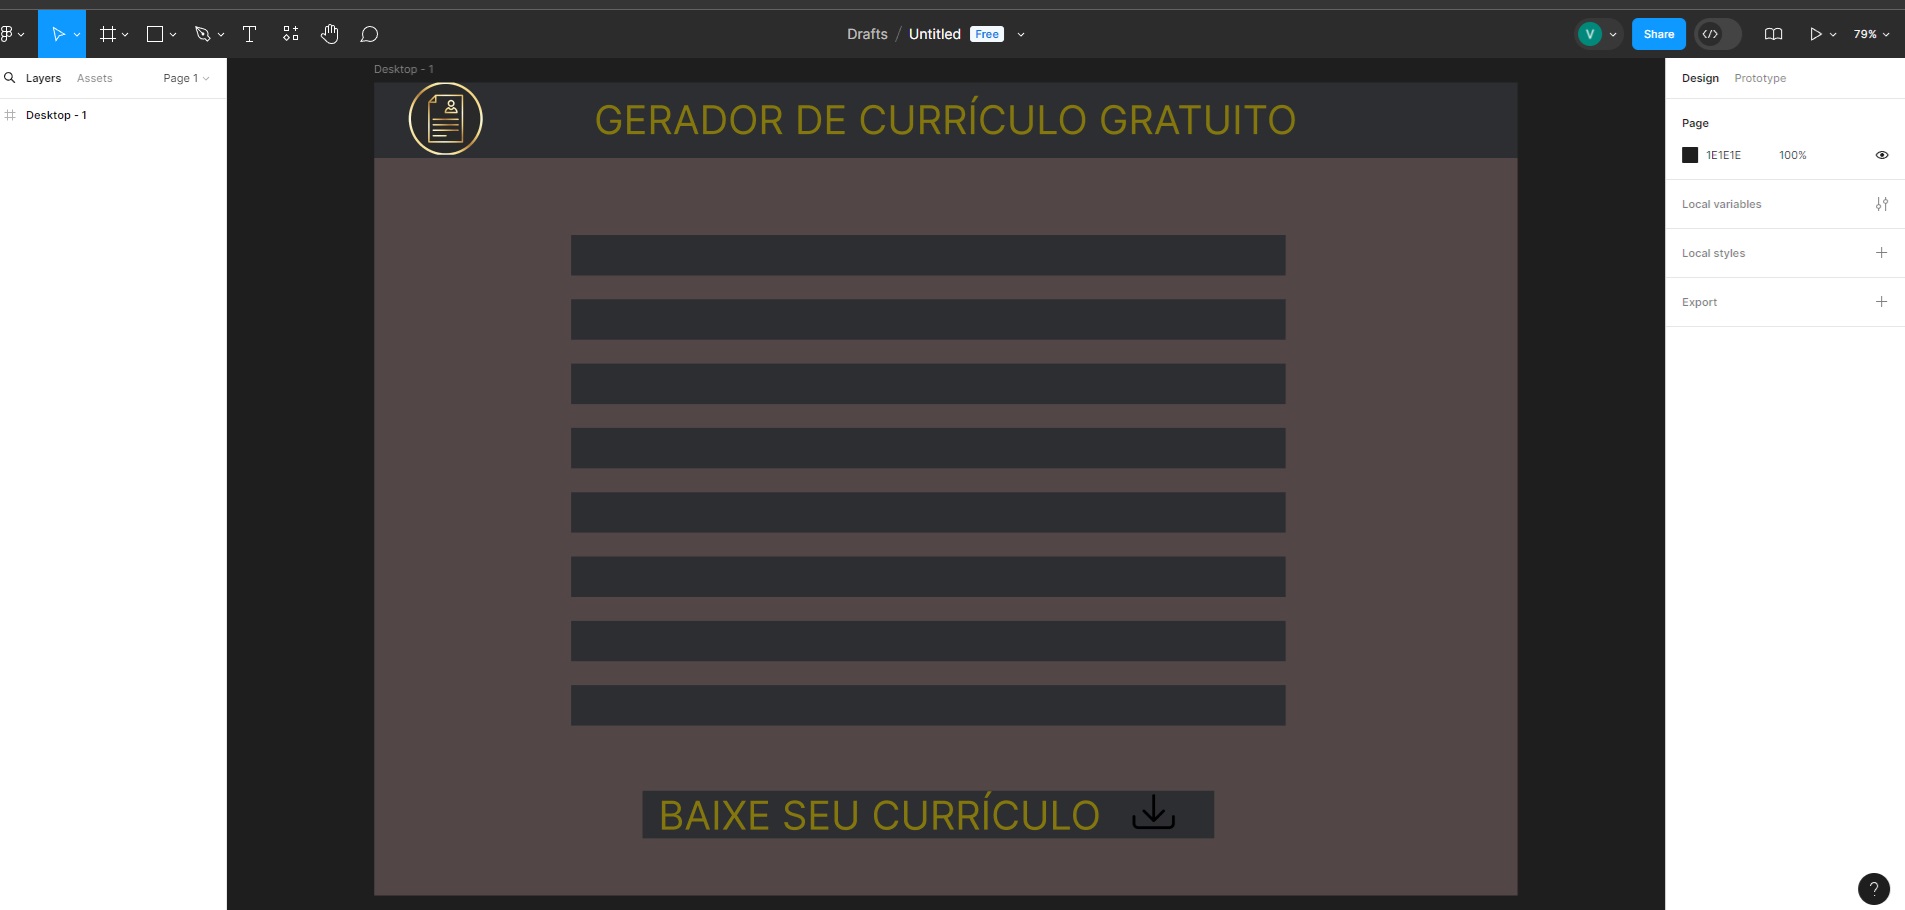 Drafts / Untitled Free
V
Share
79%
Layers Assets Page 1
Desktop - 1
Desktop - 1
GERADOR DE CURRÍCULO GRATUITO
BAIXE SEU CURRÍCULO
Design Prototype
Page
1E1E1E 100%
Local variables
Local styles
Export
?